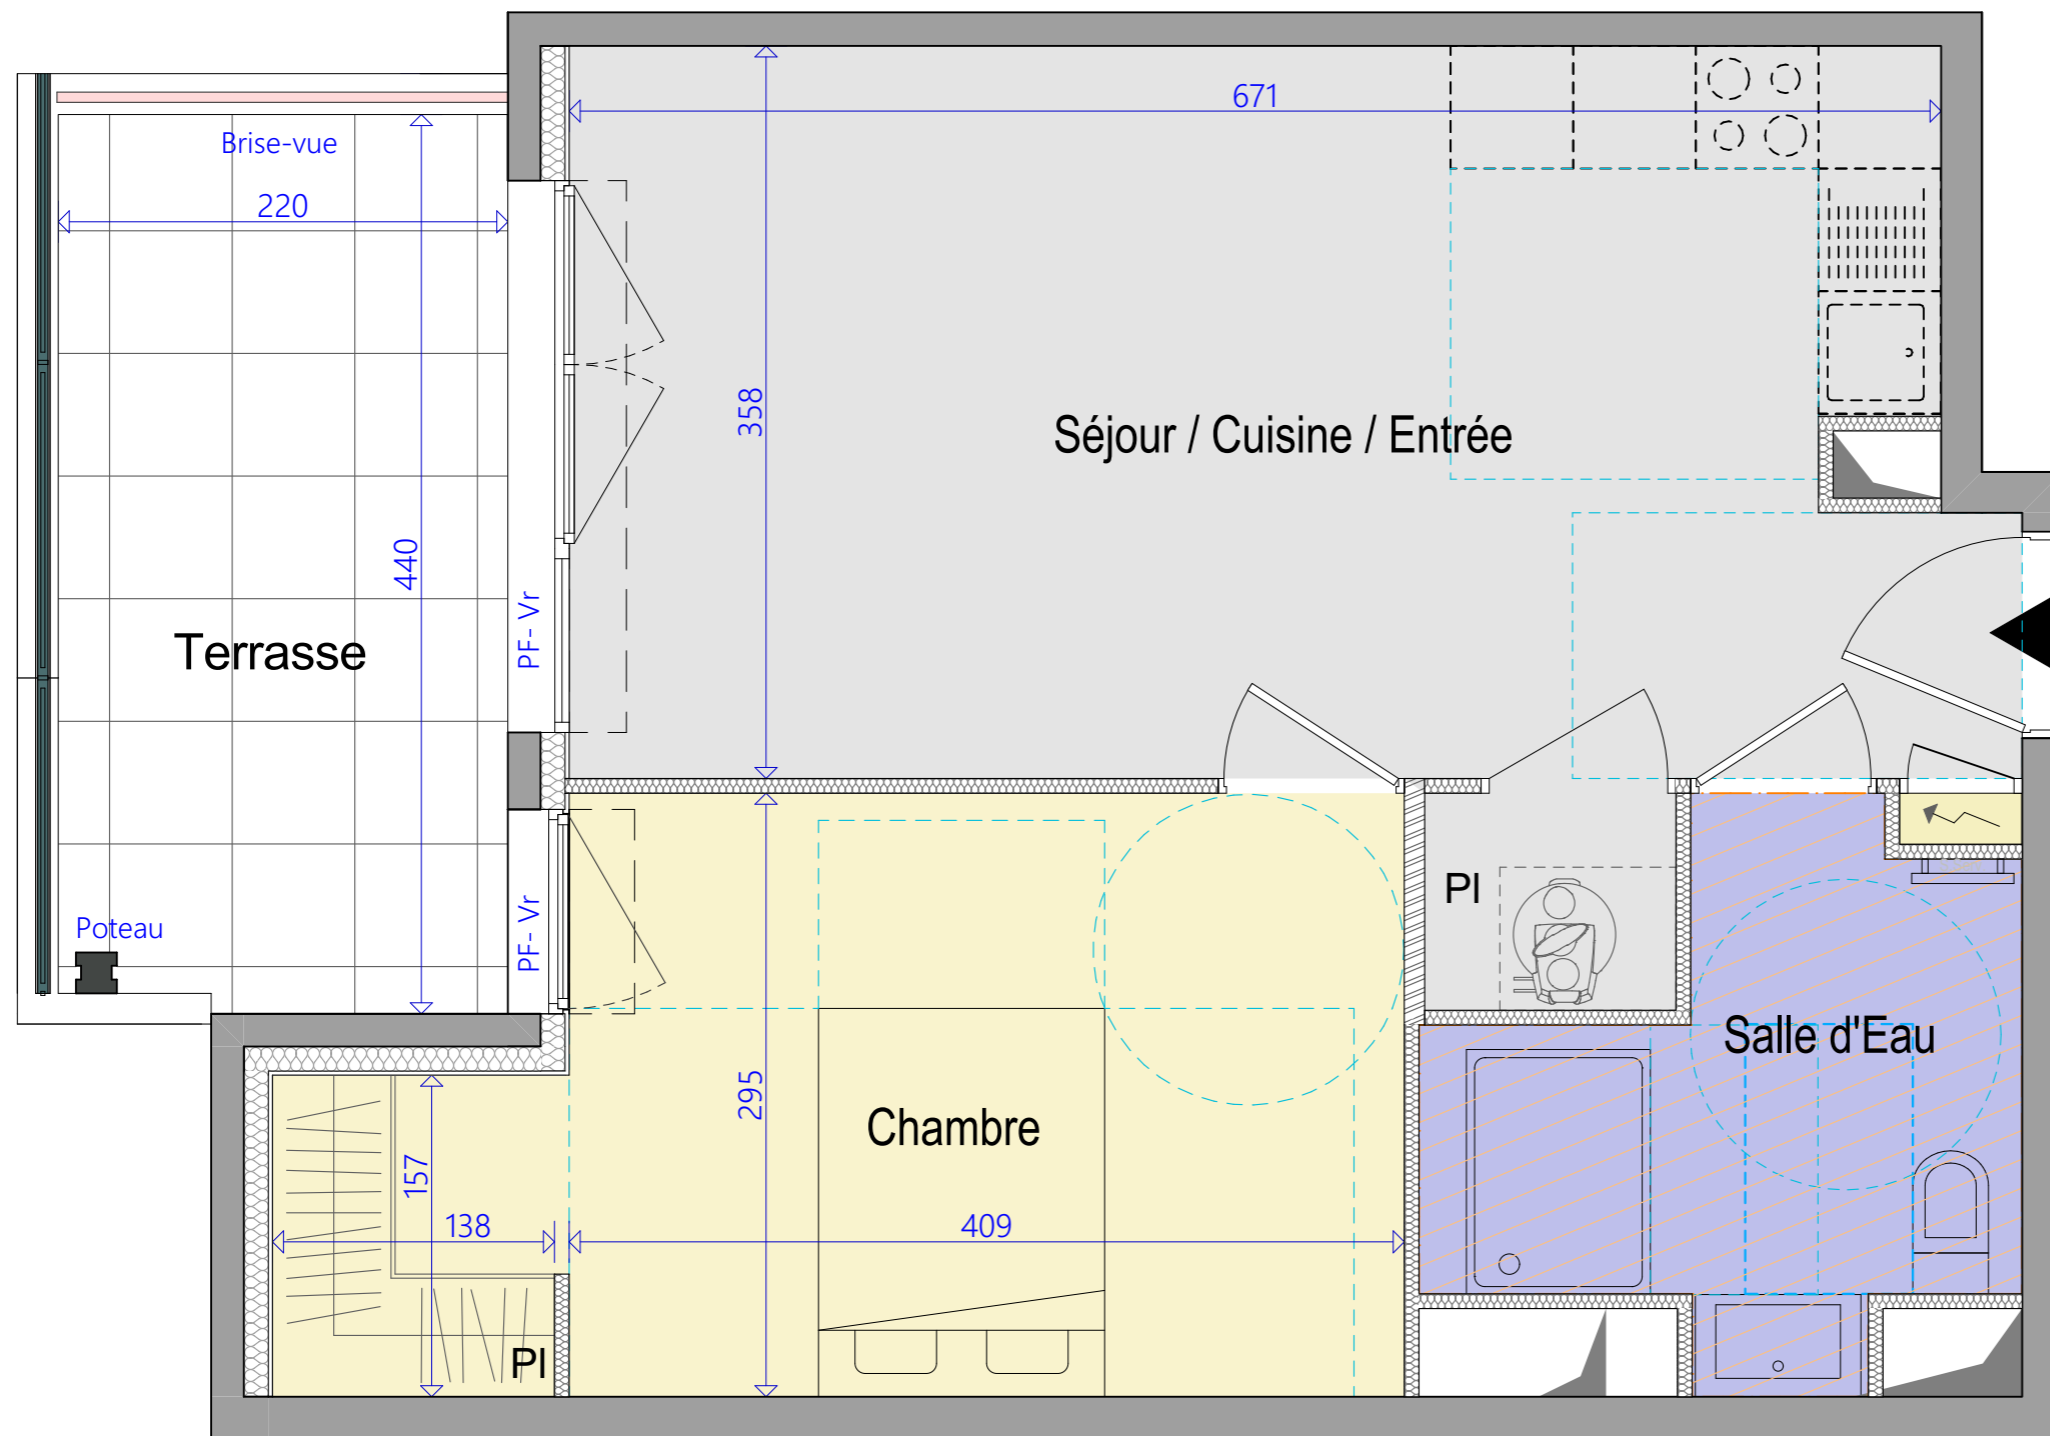 671
Brise-vue
220
358
Séjour / Cuisine / Entrée
440
PF- Vr
Terrasse
Pl
PF- Vr
Poteau
Salle d'Eau
295
Chambre
157
138
409
Pl